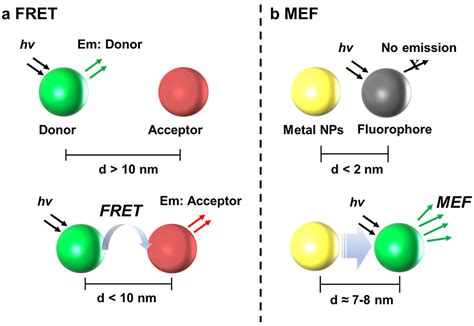 a FRET
hv
Em: Donor
Donor
Acceptor
d > 10 nm
hv
FRET
Em: Acceptor
d < 10 nm
b MEF
hv
No emission
X
Metal NPs
Fluorophore
d < 2 nm
hv
MEF
d ≈ 7-8 nm